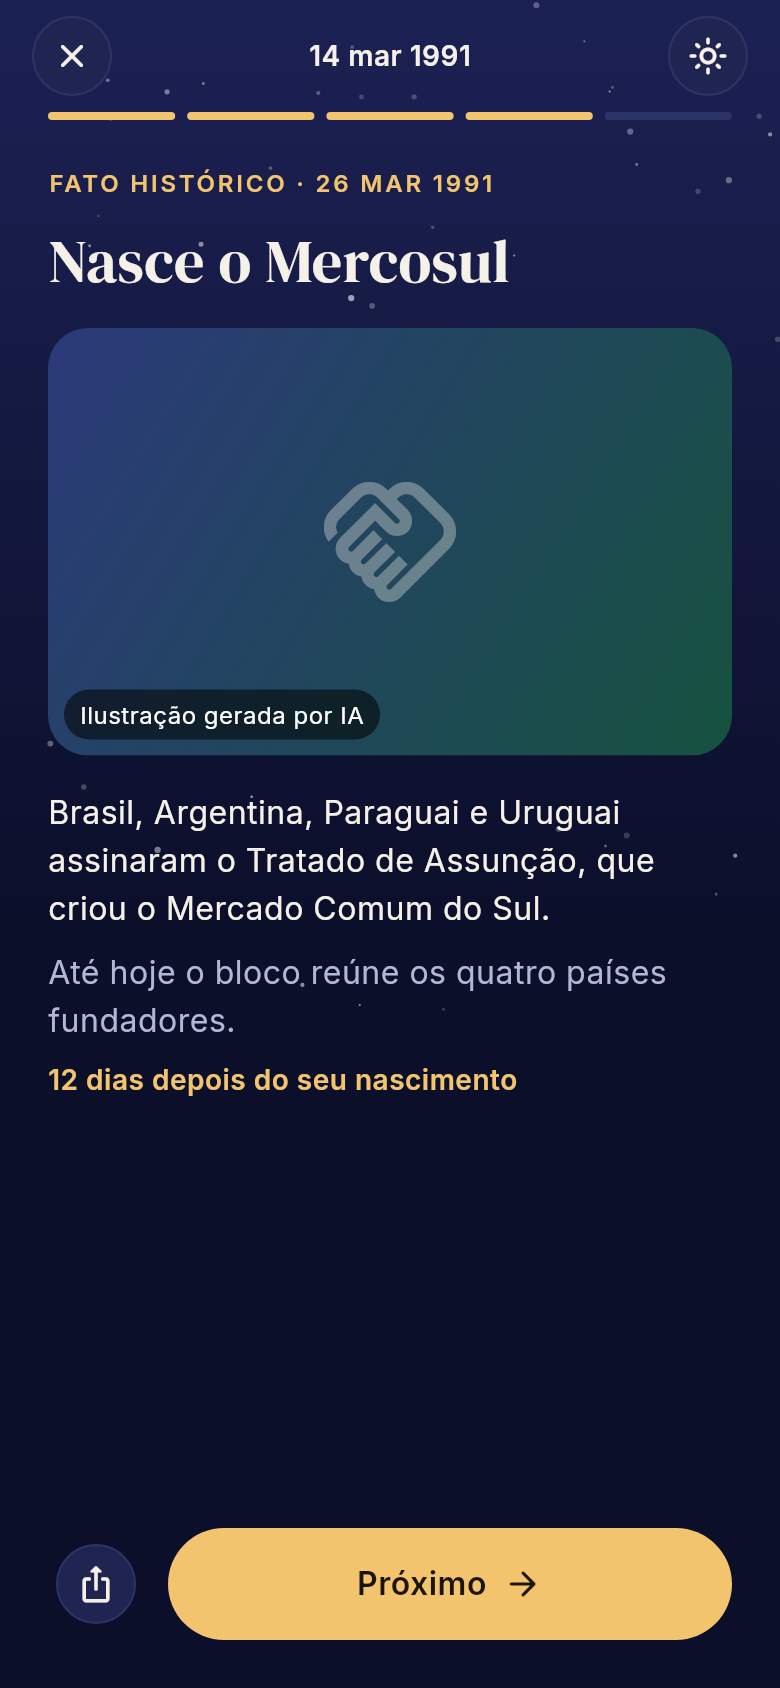 14 mar 1991
FATO HISTÓRICO · 26 MAR 1991
Nasce o Mercosul
Ilustração gerada por IA
Brasil, Argentina, Paraguai e Uruguai
assinaram o Tratado de Assunção, que
criou o Mercado Comum do Sul.
Até hoje o bloco reúne os quatro países
fundadores.
12 dias depois do seu nascimento
Próximo